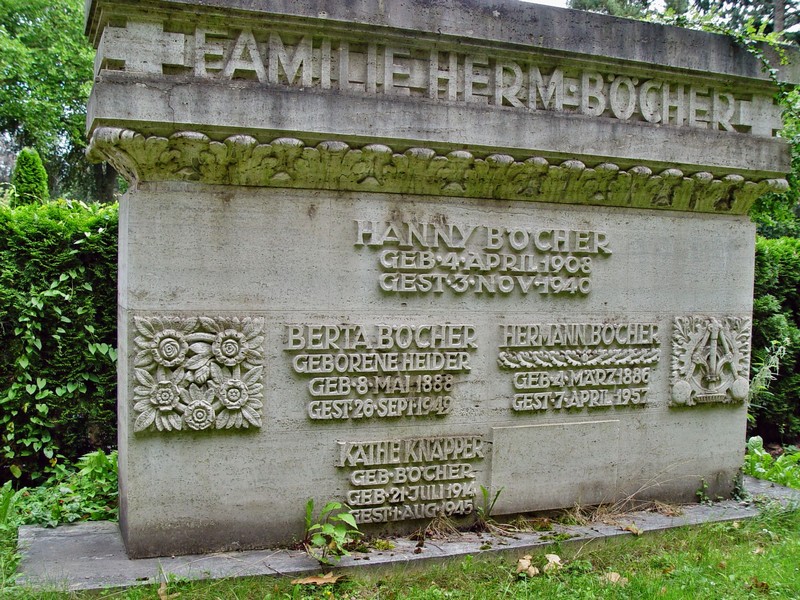 FAMILIE HERM·BÖCHER
HANNY BÖCHER
GEB·4·APRIL·1908
GEST·3·NOV·1940
BERTA BÖCHER
GEBORENE HEIDER
GEB·8·MAI 1888
GEST·26·SEPT·1942
HERMANN BÖCHER
GEB·4·MÄRZ·1886
GEST·7·APRIL·1957
KÄTHE KNAPPER
GEB·BÖCHER
GEB·21·JULI·1914
GEST·1·AUG·1945